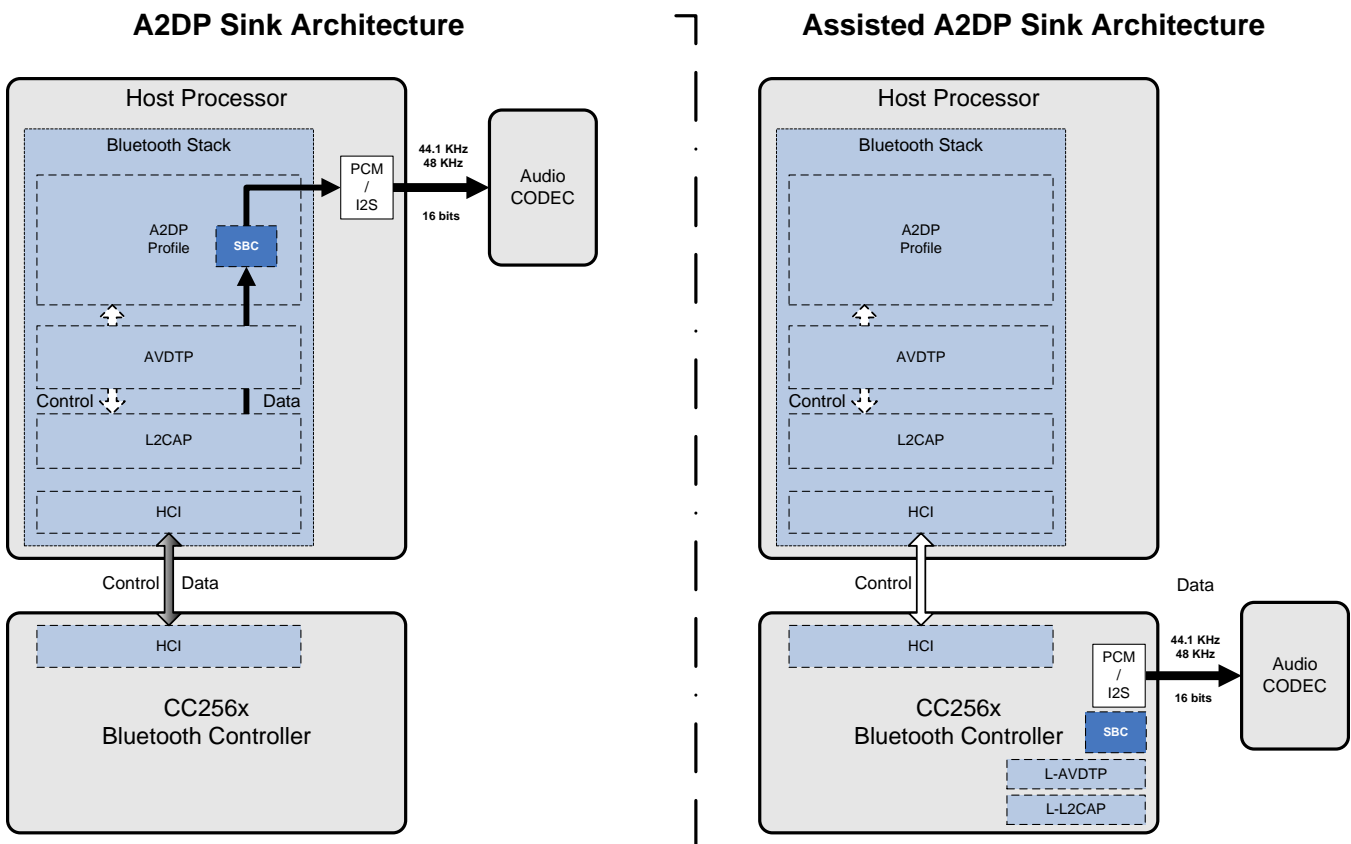 A2DP Sink Architecture
Host Processor
Bluetooth Stack
A2DP
Profile
SBC
PCM
/
I2S
44.1 KHz
48 KHz
16 bits
Audio
CODEC
AVDTP
Control
Data
L2CAP
HCI
Control
Data
HCI
CC256x
Bluetooth Controller
Assisted A2DP Sink Architecture
Host Processor
Bluetooth Stack
A2DP
Profile
AVDTP
Control
L2CAP
HCI
Control
Data
HCI
PCM
/
I2S
44.1 KHz
48 KHz
16 bits
Audio
CODEC
CC256x
Bluetooth Controller
SBC
L-AVDTP
L-L2CAP